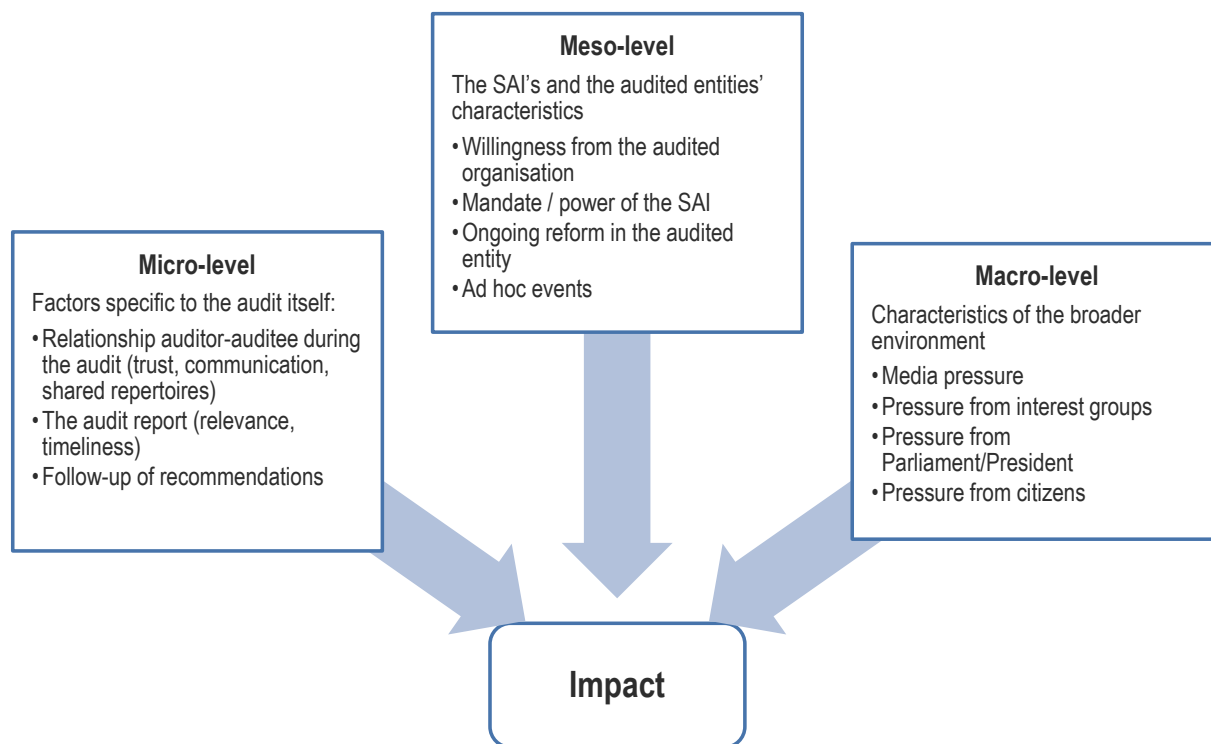 Meso-level
The SAI's and the audited entities'
characteristics
•Willingness from the audited
organisation
•Mandate / power of the SAI
•Ongoing reform in the audited
entity
•Ad hoc events
Micro-level
Factors specific to the audit itself:
•Relationship auditor-auditee during
the audit (trust, communication,
shared repertoires)
•The audit report (relevance,
timeliness)
•Follow-up of recommendations
Macro-level
Characteristics of the broader
environment
•Media pressure
•Pressure from interest groups
•Pressure from
Parliament/President
•Pressure from citizens
Impact